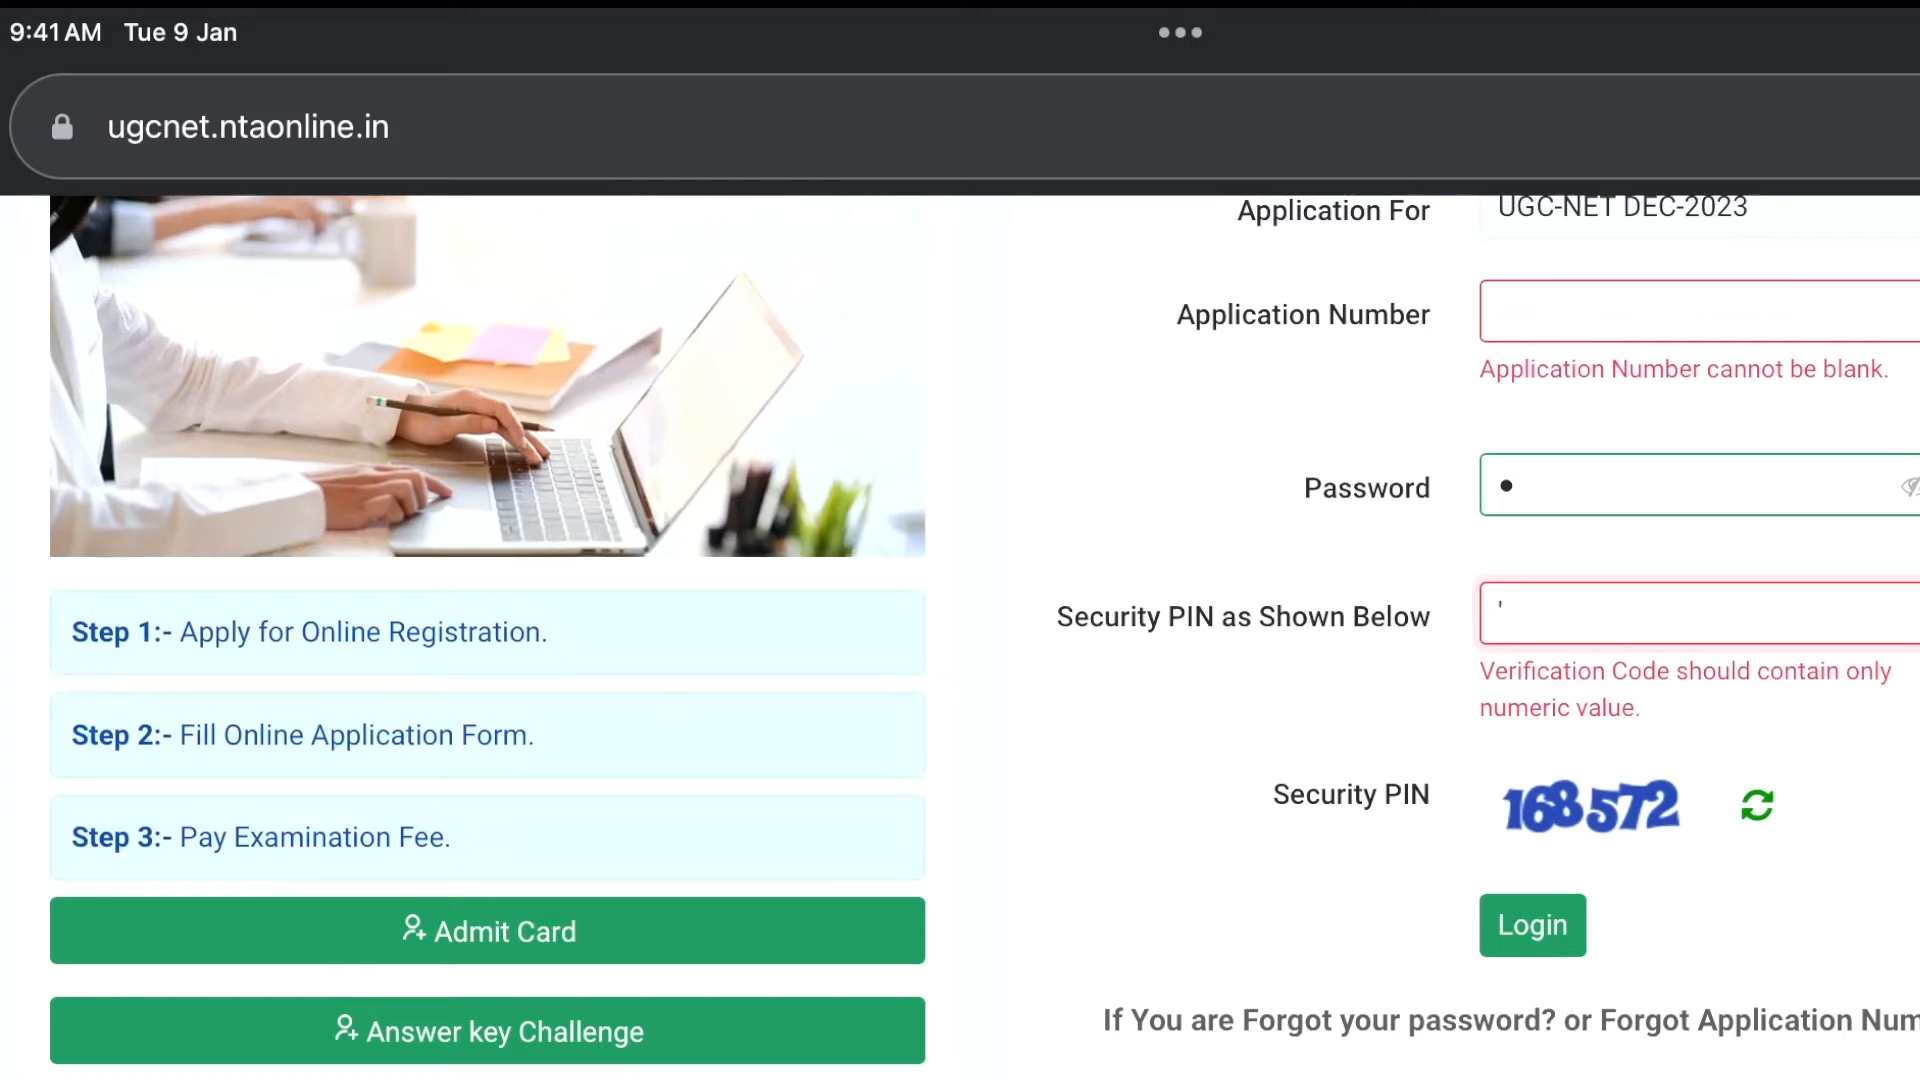 9:41 AM Tue 9 Jan
ugcnet.ntaonline.in
Application For
UGC-NET DEC-2023
Application Number
Application Number cannot be blank.
Password
Security PIN as Shown Below
'
Verification Code should contain only
numeric value.
Security PIN
168572
Login
If You are Forgot your password? or Forgot Application Num
Step 1:- Apply for Online Registration.
Step 2:- Fill Online Application Form.
Step 3:- Pay Examination Fee.
Admit Card
Answer key Challenge